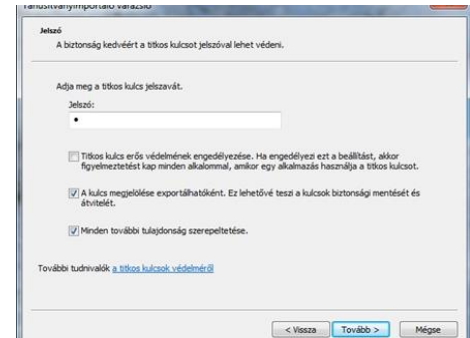 Tanúsítványimportáló varázsló
Jelszó
A biztonság kedvéért a titkos kulcsot jelszóval lehet védeni.
Adja meg a titkos kulcs jelszavát.
Jelszó:
Titkos kulcs erős védelmének engedélyezése. Ha engedélyezi ezt a beállítást, akkor
figyelmeztetést kap minden alkalommal, amikor egy alkalmazás használja a titkos kulcsot.
A kulcs megjelölése exportálhatóként. Ez lehetővé teszi a kulcsok biztonsági mentését és
átvitelét.
Minden további tulajdonság szerepeltetése.
További tudnivalók a titkos kulcsok védelméről
< Vissza Tovább > Mégse